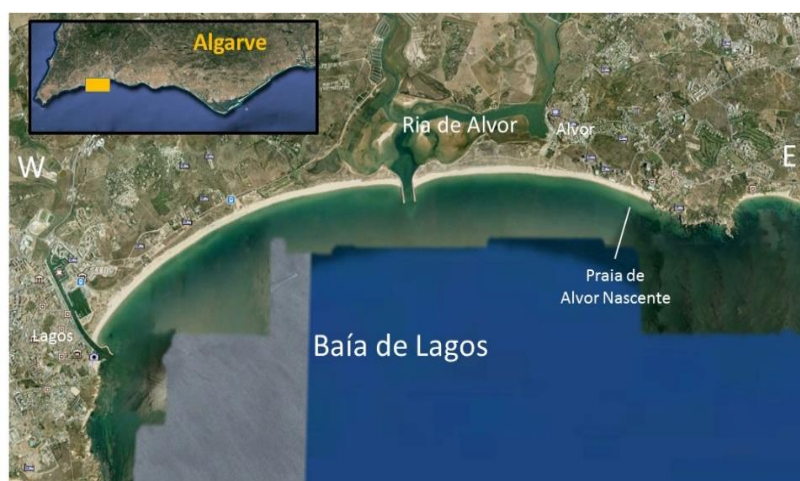 Algarve
Ria de Alvor
Alvor
W
E
Praia de
Alvor Nascente
Lagos
Baía de Lagos